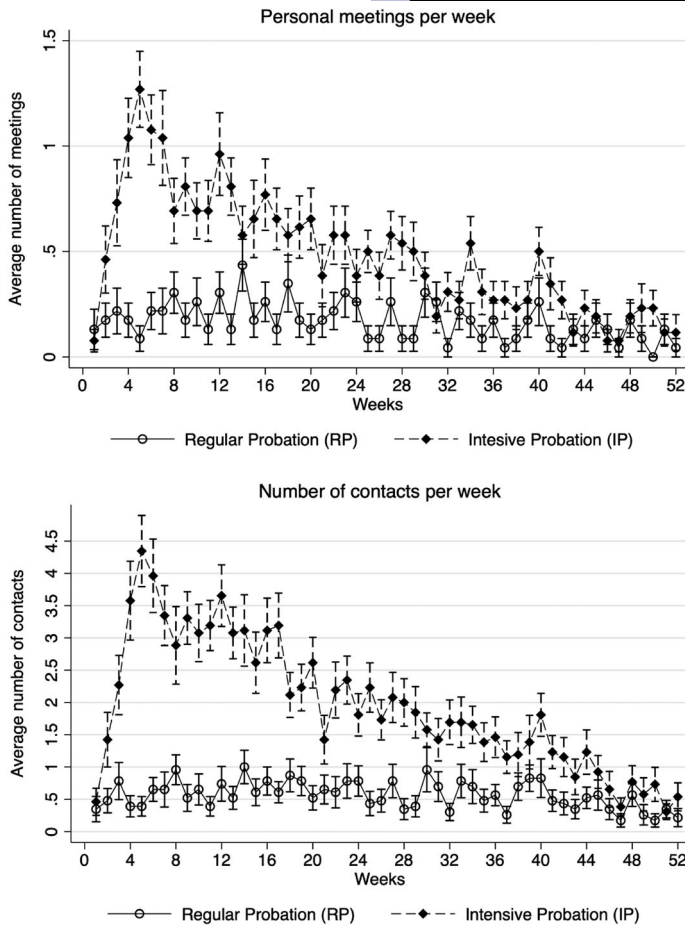 Personal meetings per week
Average number of meetings
1.5
1
.5
0
0 4 8 12 16 20 24 28 32 36 40 44 48 52
Weeks
Regular Probation (RP) Intesive Probation (IP)
Number of contacts per week
Average number of contacts
4.5
4
3.5
3
2.5
2
1.5
1
.5
0
0 4 8 12 16 20 24 28 32 36 40 44 48 52
Weeks
Regular Probation (RP) Intensive Probation (IP)